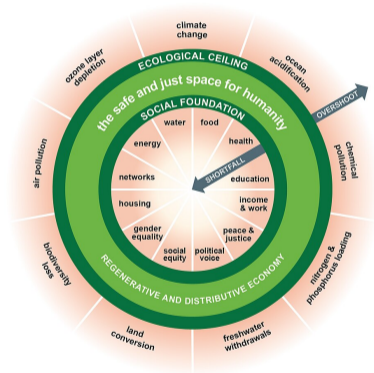 climate
change
ozone layer
depletion
ocean
acidification
ECOLOGICAL CEILING
the safe and just space for humanity
OVERSHOOT
SOCIAL FOUNDATION
water
food
energy
health
SHORTFALL
air pollution
chemical
pollution
networks
education
housing
income
& work
gender
equality
peace &
justice
social
equity
political
voice
biodiversity
loss
nitrogen &
phosphorus loading
REGENERATIVE AND DISTRIBUTIVE ECONOMY
land
conversion
freshwater
withdrawals